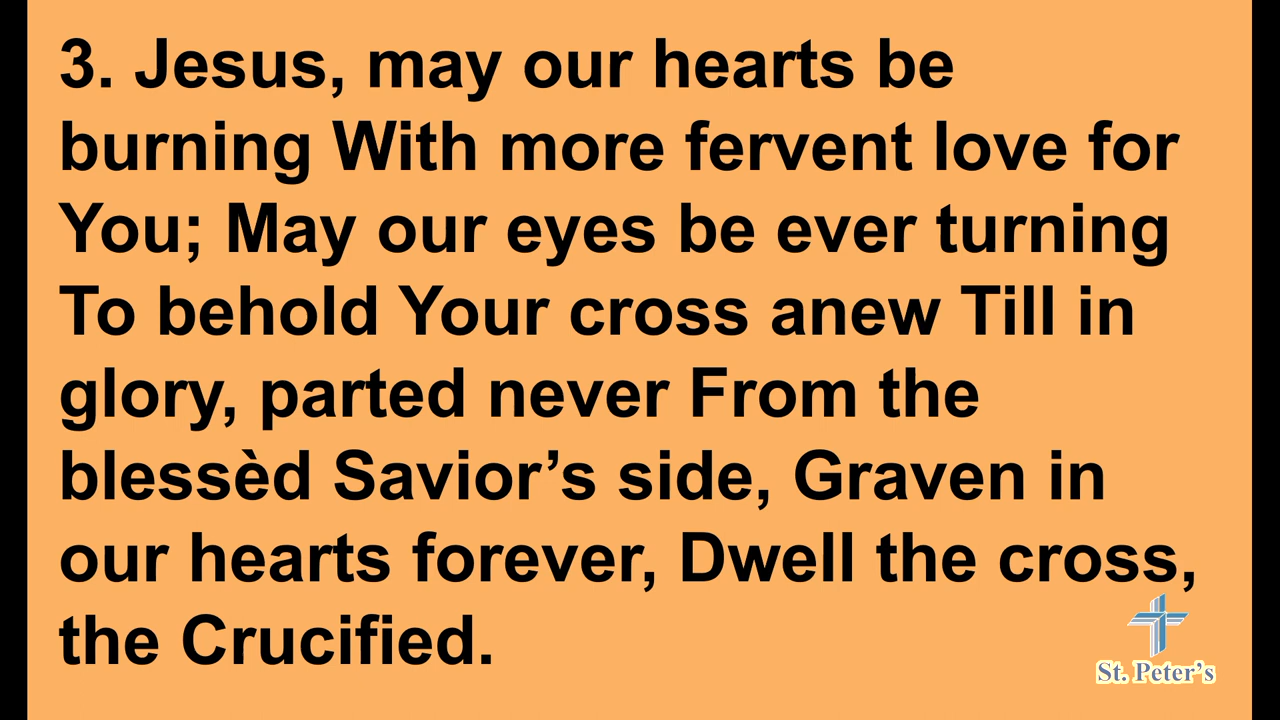 3. Jesus, may our hearts be
burning With more fervent love for
You; May our eyes be ever turning
To behold Your cross anew Till in
glory, parted never From the
blessèd Savior’s side, Graven in
our hearts forever, Dwell the cross,
the Crucified.
St. Peter’s